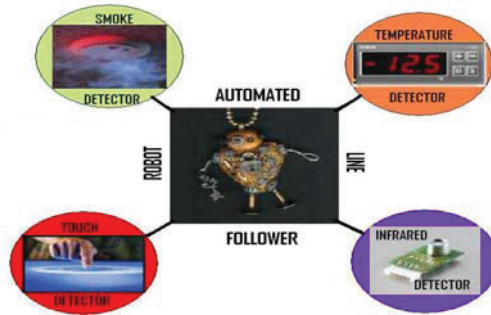 SMOKE
DETECTOR
TEMPERATURE
-12.5
DETECTOR
AUTOMATED
ROBOT
LINE
FOLLOWER
TOUCH
DETECTOR
INFRARED
DETECTOR